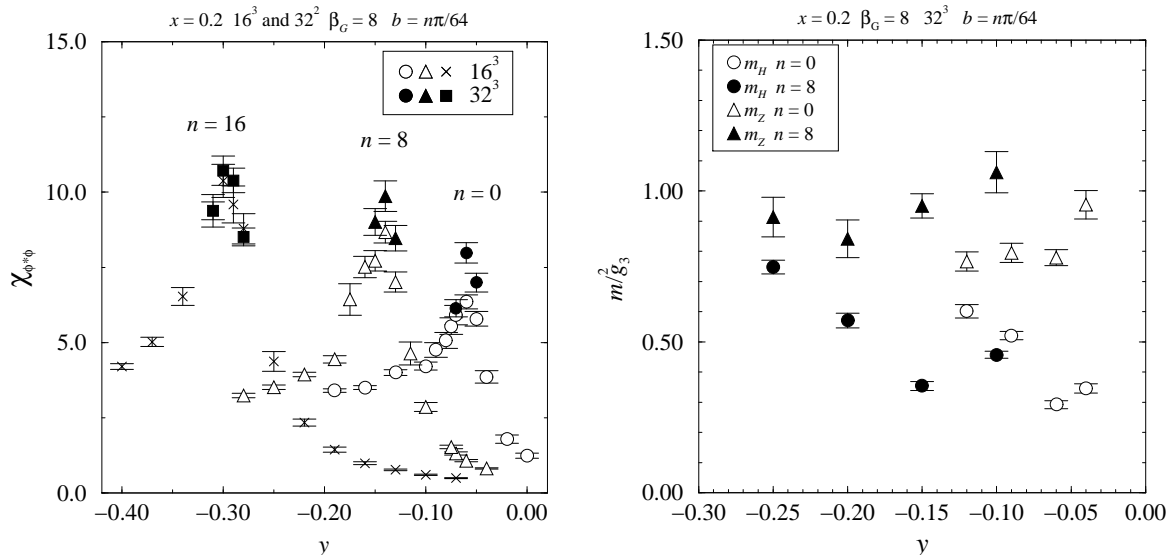 x = 0.2  16³ and 32²  β_G = 8  b = nπ/64
15.0
10.0
5.0
0.0
χ_φ*φ
n = 16
n = 8
n = 0
16³
32³
−0.40 −0.30 −0.20 −0.10 0.00
y
x = 0.2  β_G = 8  32³  b = nπ/64
1.50
1.00
0.50
0.00
m/g₃²
m_H n = 0
m_H n = 8
m_Z n = 0
m_Z n = 8
−0.30 −0.25 −0.20 −0.15 −0.10 −0.05 −0.00
y